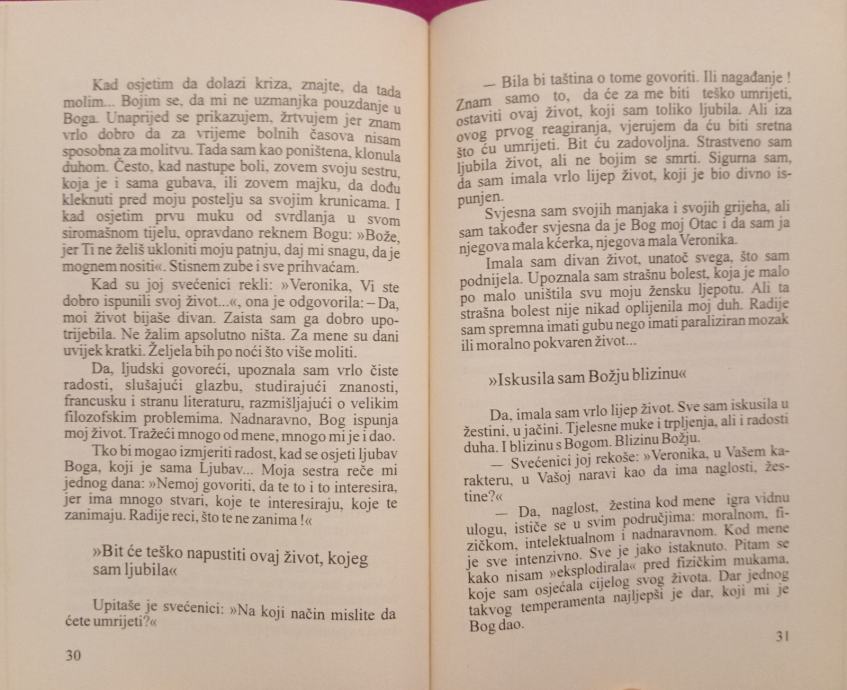 Kad osjetim da dolazi kriza, znajte, da tada
molim... Bojim se, da mi ne uzmanjka pouzdanje u
Boga. Unaprijed se prikazujem, žrtvujem jer znam
vrlo dobro da za vrijeme bolnih časova nisam
sposobna za molitvu. Tada sam kao poništena, klonula
duhom. Često, kad nastupe boli, zovem svoju sestru,
koja je i sama gubava, ili zovem majku, da dođu
kleknuti pred moju postelju sa svojim krunicama. I
kad osjetim prvu muku od svrdlanja u svom
siromašnom tijelu, opravdano reknem Bogu: »Bože,
jer Ti ne želiš ukloniti moju patnju, daj mi snagu, da je
mognem nositi«. Stisnem zube i sve prihvaćam.
Kad su joj svećenici rekli: »Veronika, Vi ste
dobro ispunili svoj život...«, ona je odgovorila: – Da,
moi život bijaše divan. Zaista sam ga dobro upo-
trijebila. Ne žalim apsolutno ništa. Za mene su dani
uvijek kratki. Željela bih po noći što više moliti.
Da, ljudski govoreći, upoznala sam vrlo čiste
radosti, slušajući glazbu, studirajući znanosti,
francusku i stranu literaturu, razmišljajući o velikim
filozofskim problemima. Nadnaravno, Bog ispunja
moj život. Tražeći mnogo od mene, mnogo mi je i dao.
Tko bi mogao izmjeriti radost, kad se osjeti ljubav
Boga, koji je sama Ljubav... Moja sestra reče mi
jednog dana: »Nemoj govoriti, da te to i to interesira,
jer ima mnogo stvari, koje te interesiraju, koje te
zanimaju. Radije reci, što te ne zanima !«
»Bit će teško napustiti ovaj život, kojeg
sam ljubila«
Upitaše je svećenici: »Na koji način mislite da
ćete umrijeti?«
30
— Bila bi taština o tome govoriti. Ili nagađanje !
Znam samo to, da će za me biti teško umrijeti,
ostaviti ovaj život, koji sam toliko ljubila. Ali iza
ovog prvog reagiranja, vjerujem da ću biti sretna
što ću umrijeti. Bit ću zadovoljna. Strastveno sam
ljubila život, ali ne bojim se smrti. Sigurna sam,
da sam imala vrlo lijep život, koji je bio divno is-
punjen.
Svjesna sam svojih manjaka i svojih grijeha, ali
sam također svjesna da je Bog moj Otac i da sam ja
njegova mala kćerka, njegova mala Veronika.
Imala sam divan život, unatoč svega, što sam
podnijela. Upoznala sam strašnu bolest, koja je malo
po malo uništila svu moju žensku ljepotu. Ali ta
strašna bolest nije nikad oplijenila moj duh. Radije
sam spremna imati gubu nego imati paraliziran mozak
ili moralno pokvaren život...
»Iskusila sam Božju blizinu«
Da, imala sam vrlo lijep život. Sve sam iskusila u
žestini, u jačini. Tjelesne muke i trpljenja, ali i radosti
duha. I blizinu s Bogom. Blizinu Božju.
— Svećenici joj rekoše: »Veronika, u Vašem ka-
rakteru, u Vašoj naravi kao da ima naglosti, žes-
tine?«
— Da, naglost, žestina kod mene igra vidnu
ulogu, ističe se u svim područjima: moralnom, fi-
zičkom, intelektualnom i nadnaravnom. Kod mene
je sve intenzivno. Sve je jako istaknuto. Pitam se
kako nisam »eksplodirala« pred fizičkim mukama,
koje sam osjećala cijelog svog života. Dar jednog
takvog temperamenta najljepši je dar, koji mi je
Bog dao.
31